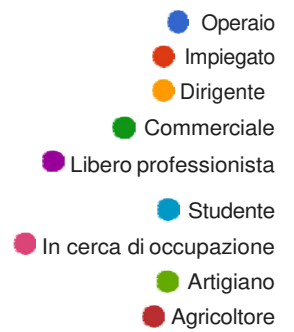 Operaio
Impiegato
Dirigente
Commerciale
Libero professionista
Studente
In cerca di occupazione
Artigiano
Agricoltore